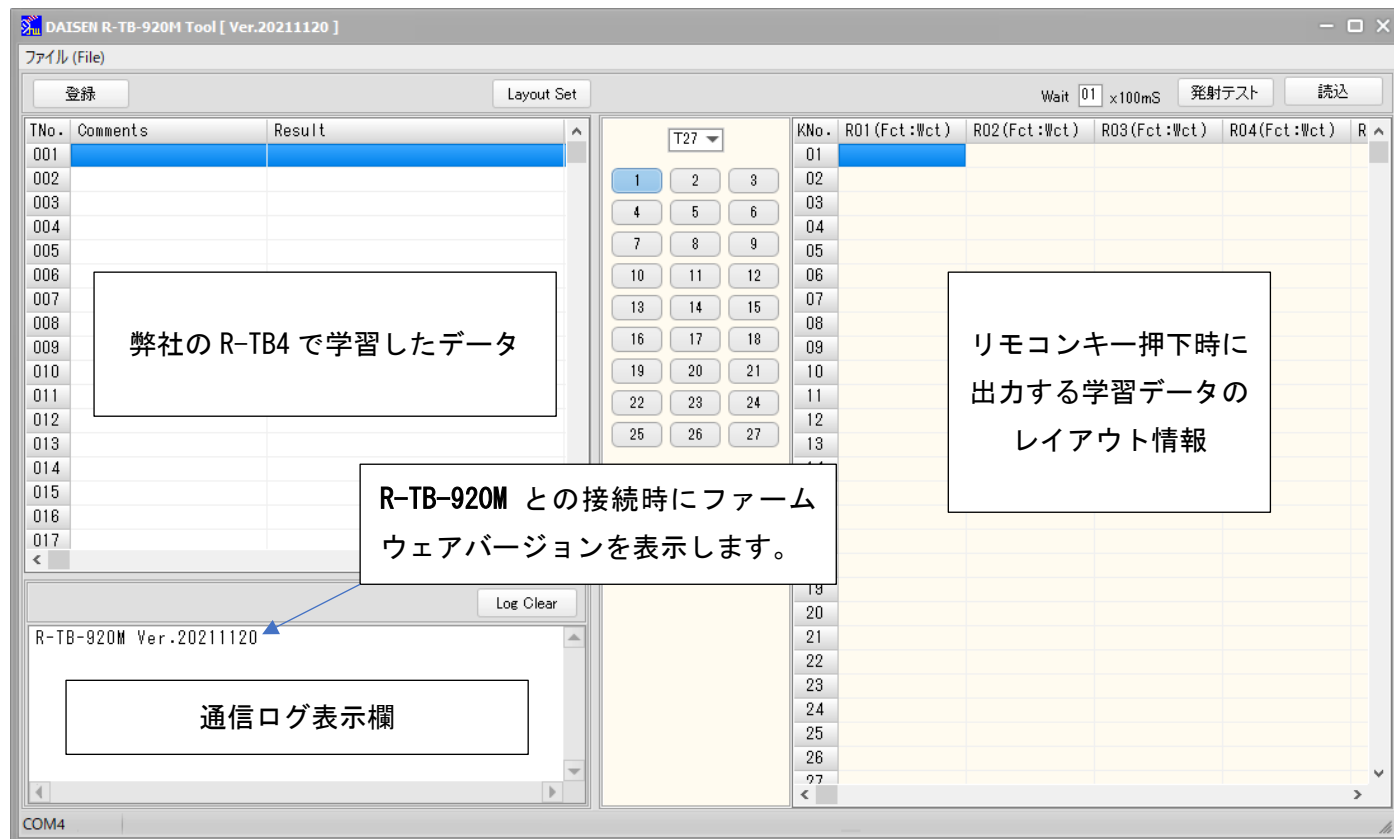 DAISEN R-TB-920M Tool [ Ver.20211120 ]
ファイル (File)
登録
Layout Set
Wait 01 x100mS
発射テスト
読込
TNo. Comments Result
001
002
003
004
005
006
007
008
009
010
011
012
013
014
015
016
017
弊社の R-TB4 で学習したデータ
T27
1 2 3
4 5 6
7 8 9
10 11 12
13 14 15
16 17 18
19 20 21
22 23 24
25 26 27
KNo. R01(Fct:Wct) R02(Fct:Wct) R03(Fct:Wct) R04(Fct:Wct) R
01
02
03
04
05
06
07
08
09
10
11
12
13
19
20
21
22
23
24
25
26
27
リモコンキー押下時に
出力する学習データの
レイアウト情報
R-TB-920M との接続時にファーム
ウェアバージョンを表示します。
Log Clear
R-TB-920M Ver.20211120
通信ログ表示欄
COM4